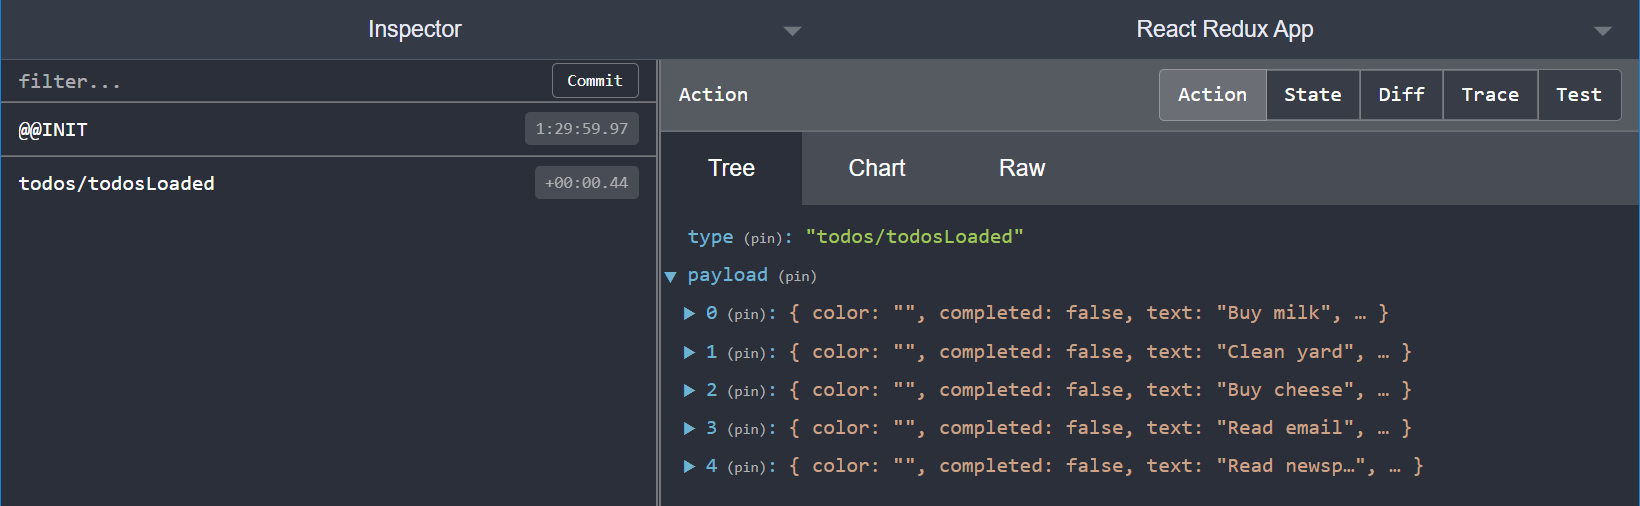 Inspector
React Redux App
filter...
Commit
@@INIT
1:29:59.97
todos/todosLoaded
+00:00.44
Action
Action
State
Diff
Trace
Test
Tree
Chart
Raw
type (pin): "todos/todosLoaded"
▼ payload (pin)
▶ 0 (pin): { color: "", completed: false, text: "Buy milk", … }
▶ 1 (pin): { color: "", completed: false, text: "Clean yard", … }
▶ 2 (pin): { color: "", completed: false, text: "Buy cheese", … }
▶ 3 (pin): { color: "", completed: false, text: "Read email", … }
▶ 4 (pin): { color: "", completed: false, text: "Read newsp…", … }